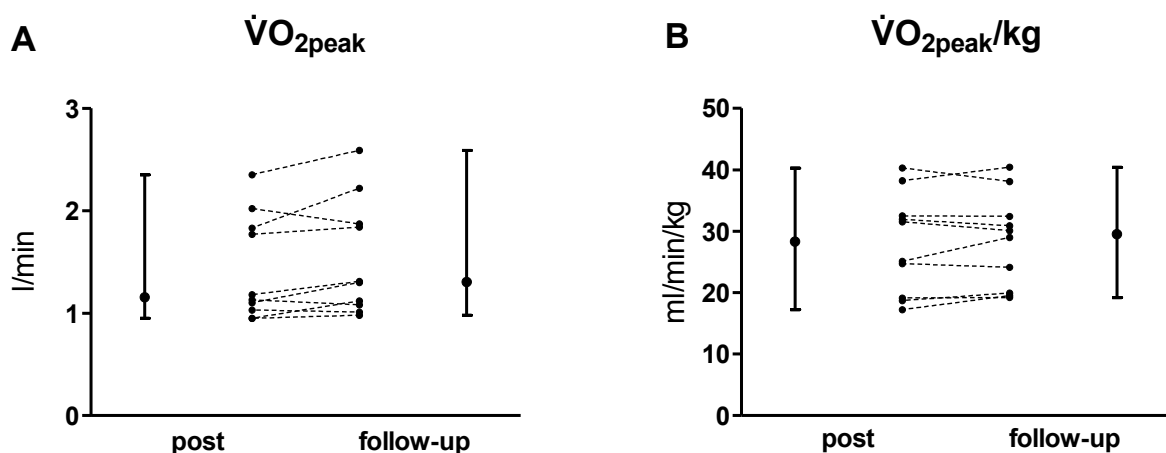 A
V̇O2peak
l/min
3
2
1
0
post
follow-up
B
V̇O2peak/kg
ml/min/kg
50
40
30
20
10
0
post
follow-up